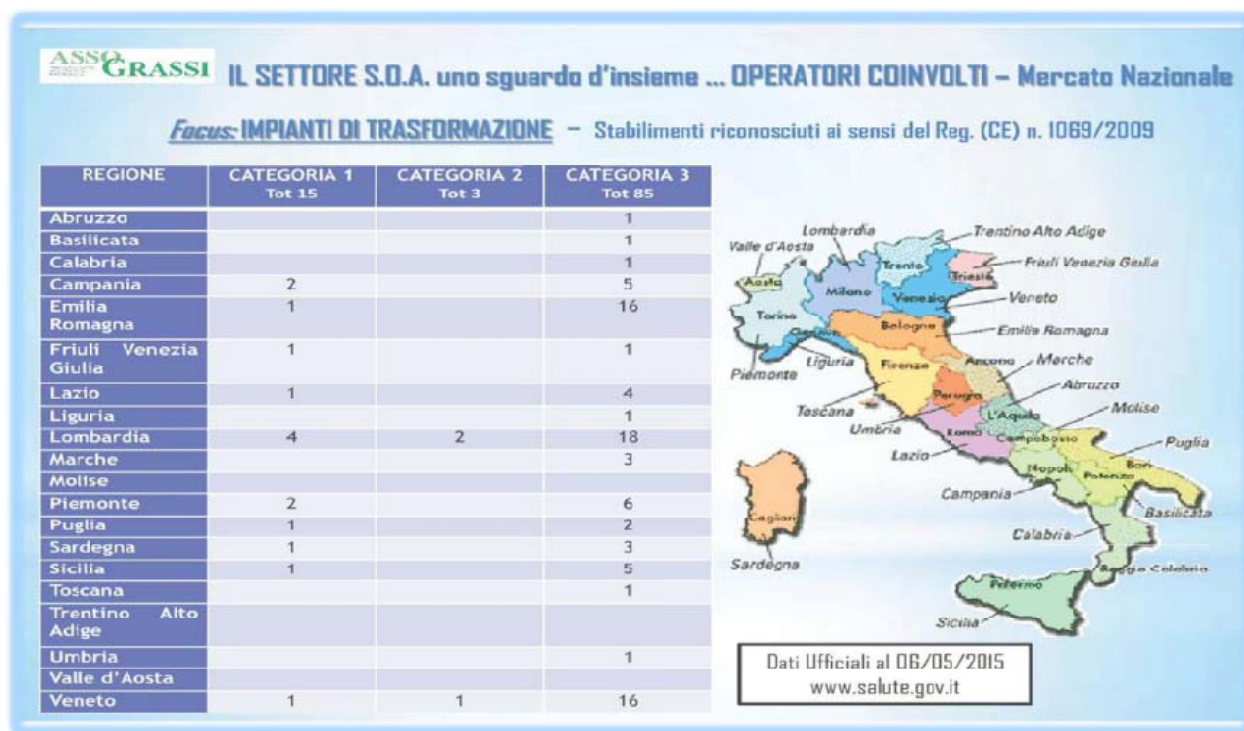 ASSO GRASSI
IL SETTORE S.O.A. uno sguardo d'insieme ... OPERATORI COINVOLTI – Mercato Nazionale
Focus: IMPIANTI DI TRASFORMAZIONE – Stabilimenti riconosciuti ai sensi del Reg. (CE) n. 1069/2009
REGIONE CATEGORIA 1 CATEGORIA 2 CATEGORIA 3
Tot 15 Tot 3 Tot 85
Abruzzo 1
Basilicata 1
Calabria 1
Campania 2 5
Emilia 1 16
Romagna
Friuli Venezia 1 1
Giulia
Lazio 1 4
Liguria 1
Lombardia 4 2 18
Marche 3
Molise
Piemonte 2 6
Puglia 1 2
Sardegna 1 3
Sicilia 1 5
Toscana 1
Trentino Alto
Adige
Umbria 1
Valle d'Aosta
Veneto 1 1 16
Lombardia
Trentino Alto Adige
Valle d'Aosta
Trento
Friuli Venezia Giulia
Aosta
Trieste
Milano
Venezia
Veneto
Torino
Genova
Bologna
Emilia Romagna
Piemonte
Liguria
Firenze
Ancona
Marche
Perugia
Abruzzo
Toscana
L'Aquila
Molise
Umbria
Roma
Campobasso
Puglia
Lazio
Napoli
Bari
Potenza
Campania
Cagliari
Basilicata
Calabria
Sardegna
Reggio Calabria
Palermo
Sicilia
Dati Ufficiali al 06/05/2015
www.salute.gov.it